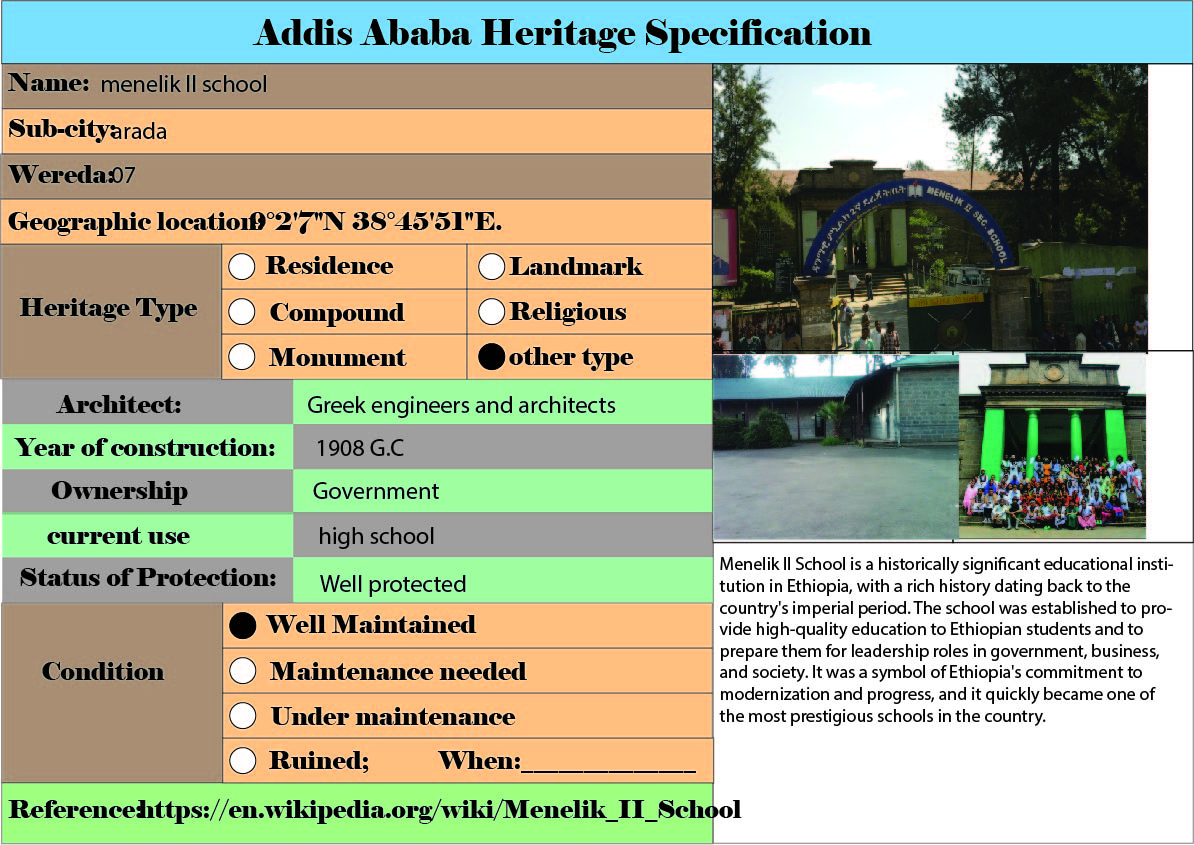 Addis Ababa Heritage Specification
Name: menelik II school
Sub-city: arada
Wereda: 07
Geographic location: 9°2'7"N 38°45'51"E.
Heritage Type
Residence
Landmark
Compound
Religious
Monument
other type
Architect: Greek engineers and architects
Year of construction: 1908 G.C
Ownership Government
current use high school
Status of Protection: Well protected
Condition
Well Maintained
Maintenance needed
Under maintenance
Ruined; When:______________
Reference: https://en.wikipedia.org/wiki/Menelik_II_School
MENELIK II SEC. SCHOOL
Menelik II School is a historically significant educational insti-
tution in Ethiopia, with a rich history dating back to the
country's imperial period. The school was established to pro-
vide high-quality education to Ethiopian students and to
prepare them for leadership roles in government, business,
and society. It was a symbol of Ethiopia's commitment to
modernization and progress, and it quickly became one of
the most prestigious schools in the country.